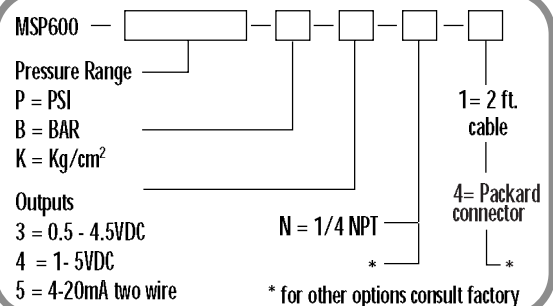 MSP600 — — — — —
Pressure Range
P = PSI
B = BAR
K = Kg/cm²
Outputs
3 = 0.5 - 4.5VDC
4 = 1- 5VDC
5 = 4-20mA two wire
N = 1/4 NPT
*
1= 2 ft.
cable
4= Packard
connector
*
* for other options consult factory